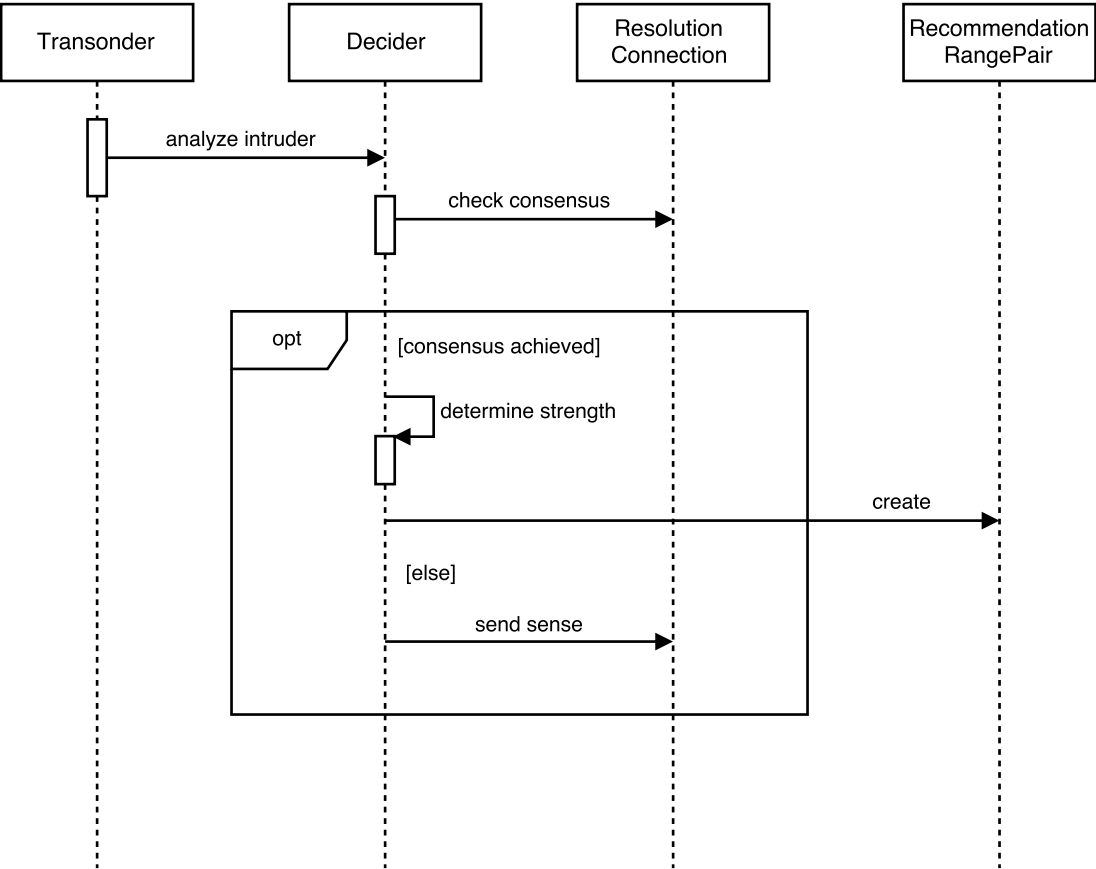 Transonder
Decider
Resolution
Connection
Recommendation
RangePair
analyze intruder
check consensus
opt
[consensus achieved]
determine strength
create
[else]
send sense